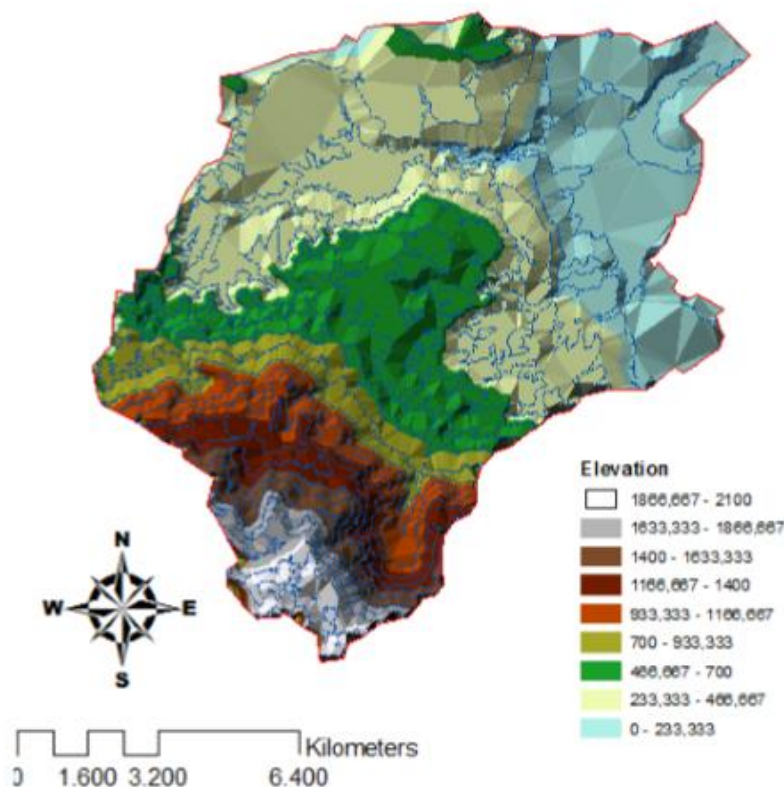 Elevation
1866,667 - 2100
1633,333 - 1866,667
1400 - 1633,333
1166,667 - 1400
933,333 - 1166,667
700 - 933,333
466,667 - 700
233,333 - 466,667
0 - 233,333
N
W E
S
Kilometers
0 1.600 3.200 6.400